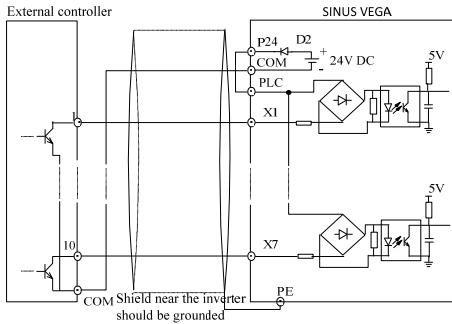 External controller
SINUS VEGA
P24
D2
+
COM
24V DC
-
PLC
5V
1
X1
5V
10
X7
COM
Shield near the inverter
should be grounded
PE